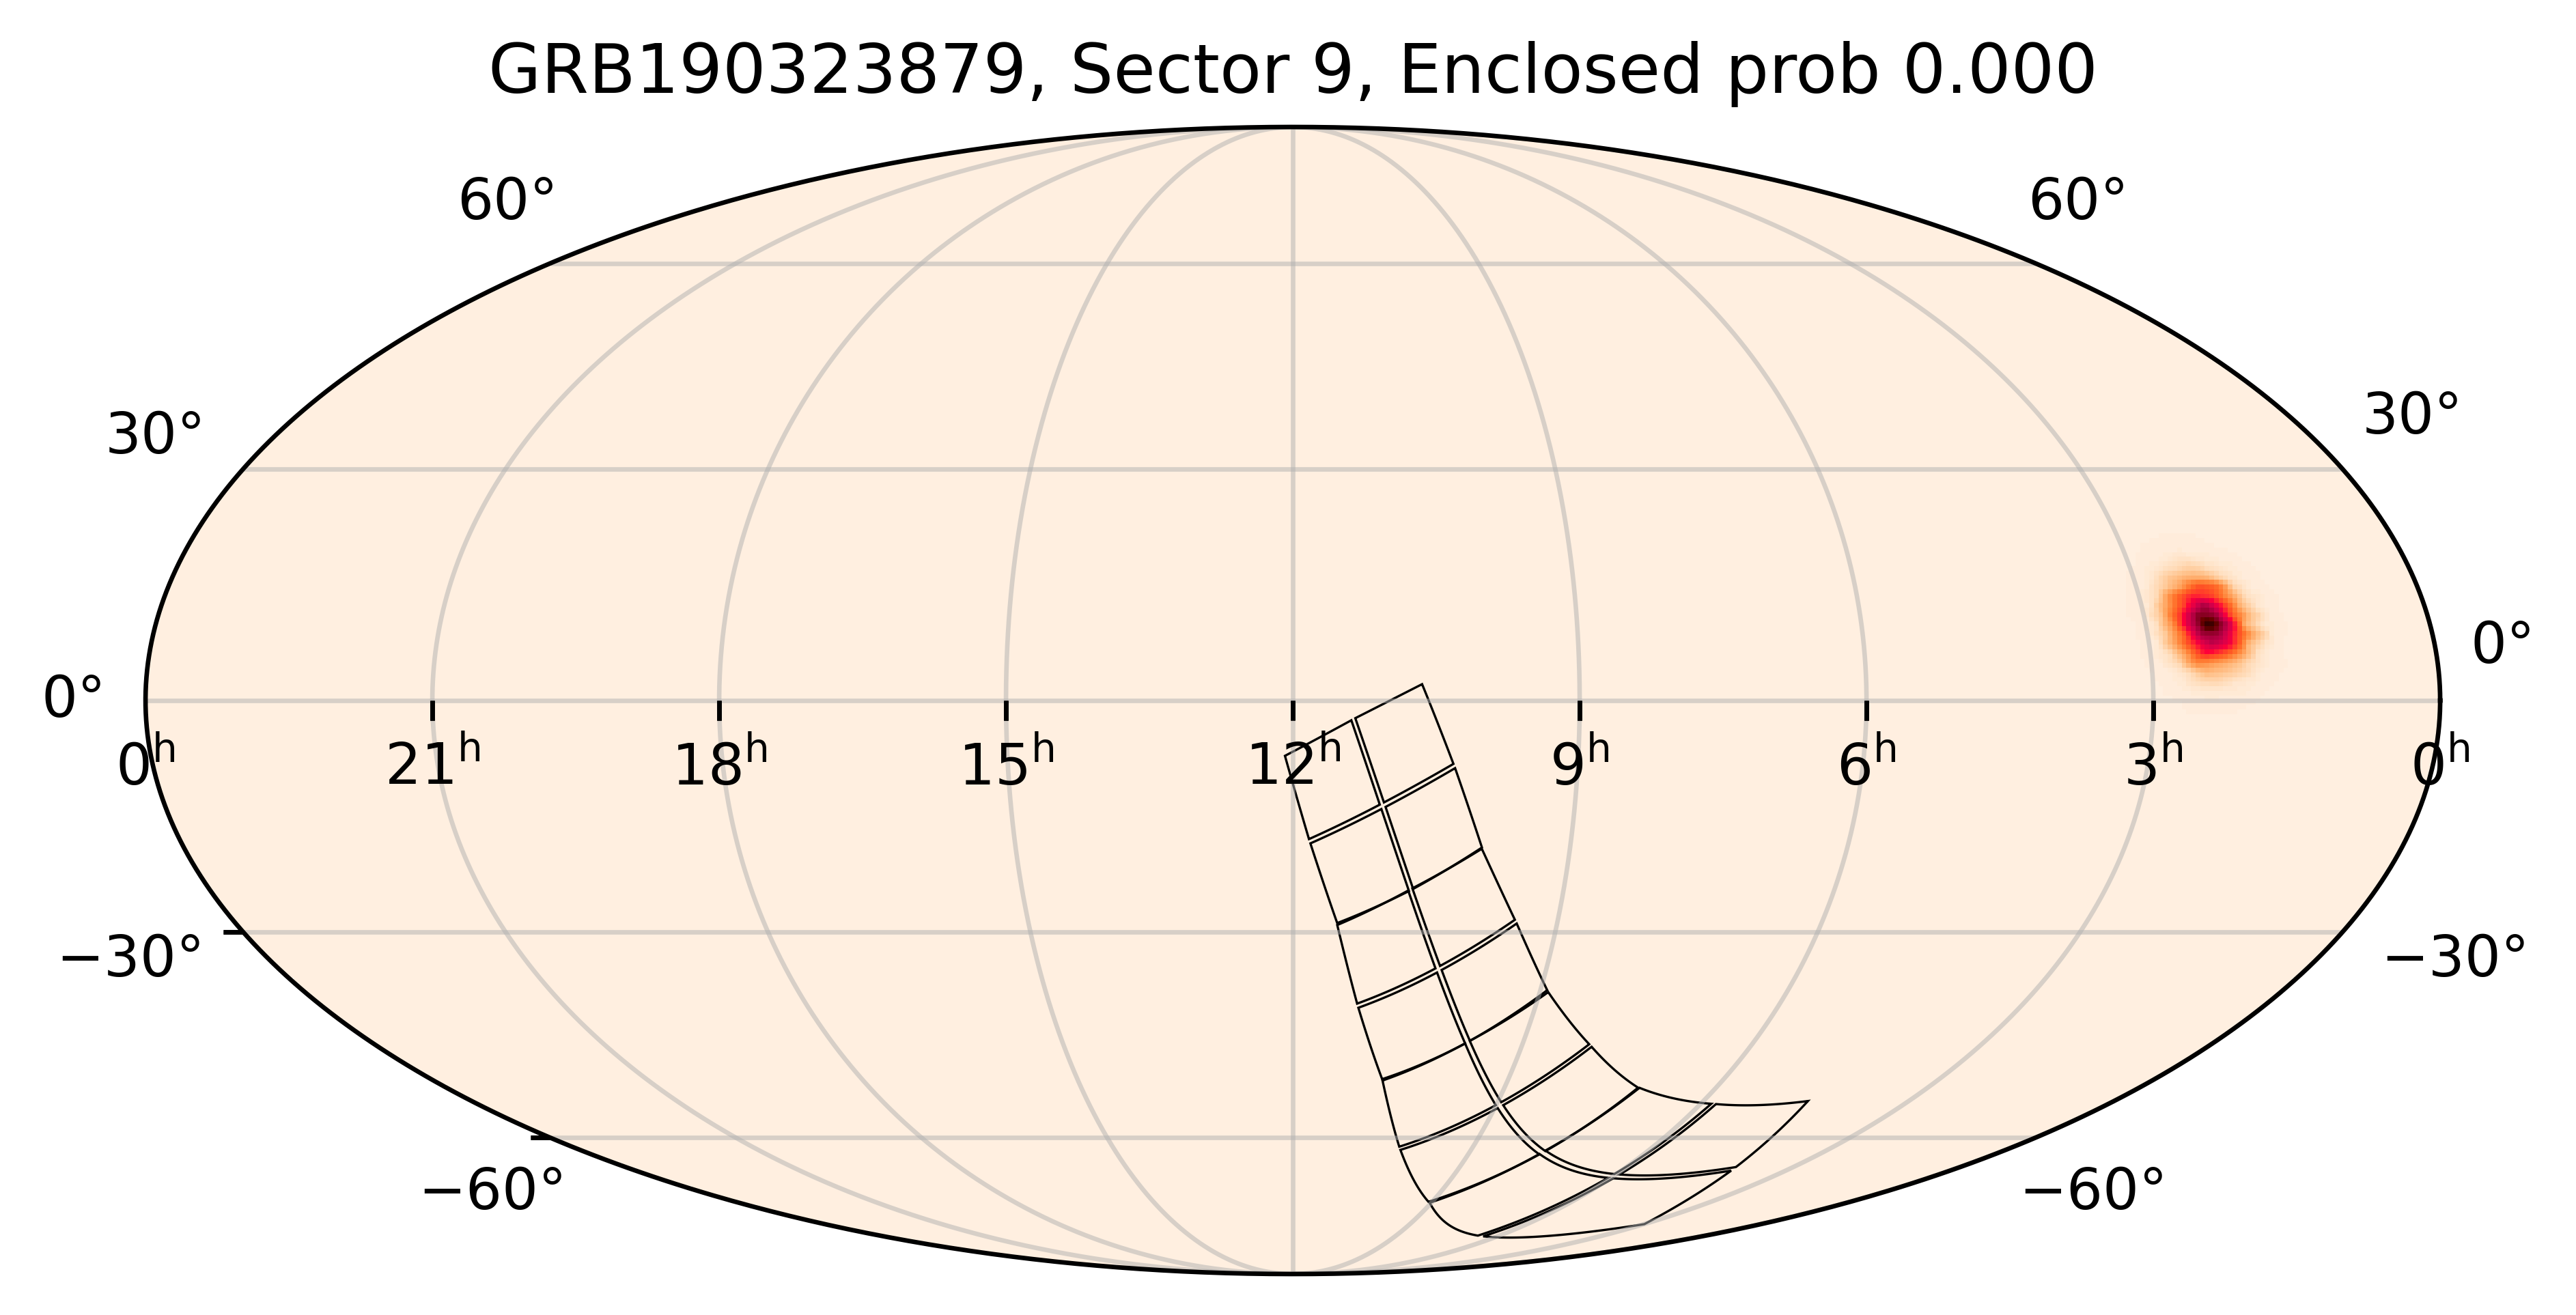 GRB190323879, Sector 9, Enclosed prob 0.000
60° 60°
30° 30°
0° 0°
0ʰ 21ʰ 18ʰ 15ʰ 12ʰ 9ʰ 6ʰ 3ʰ 0ʰ
−30° −30°
−60° −60°